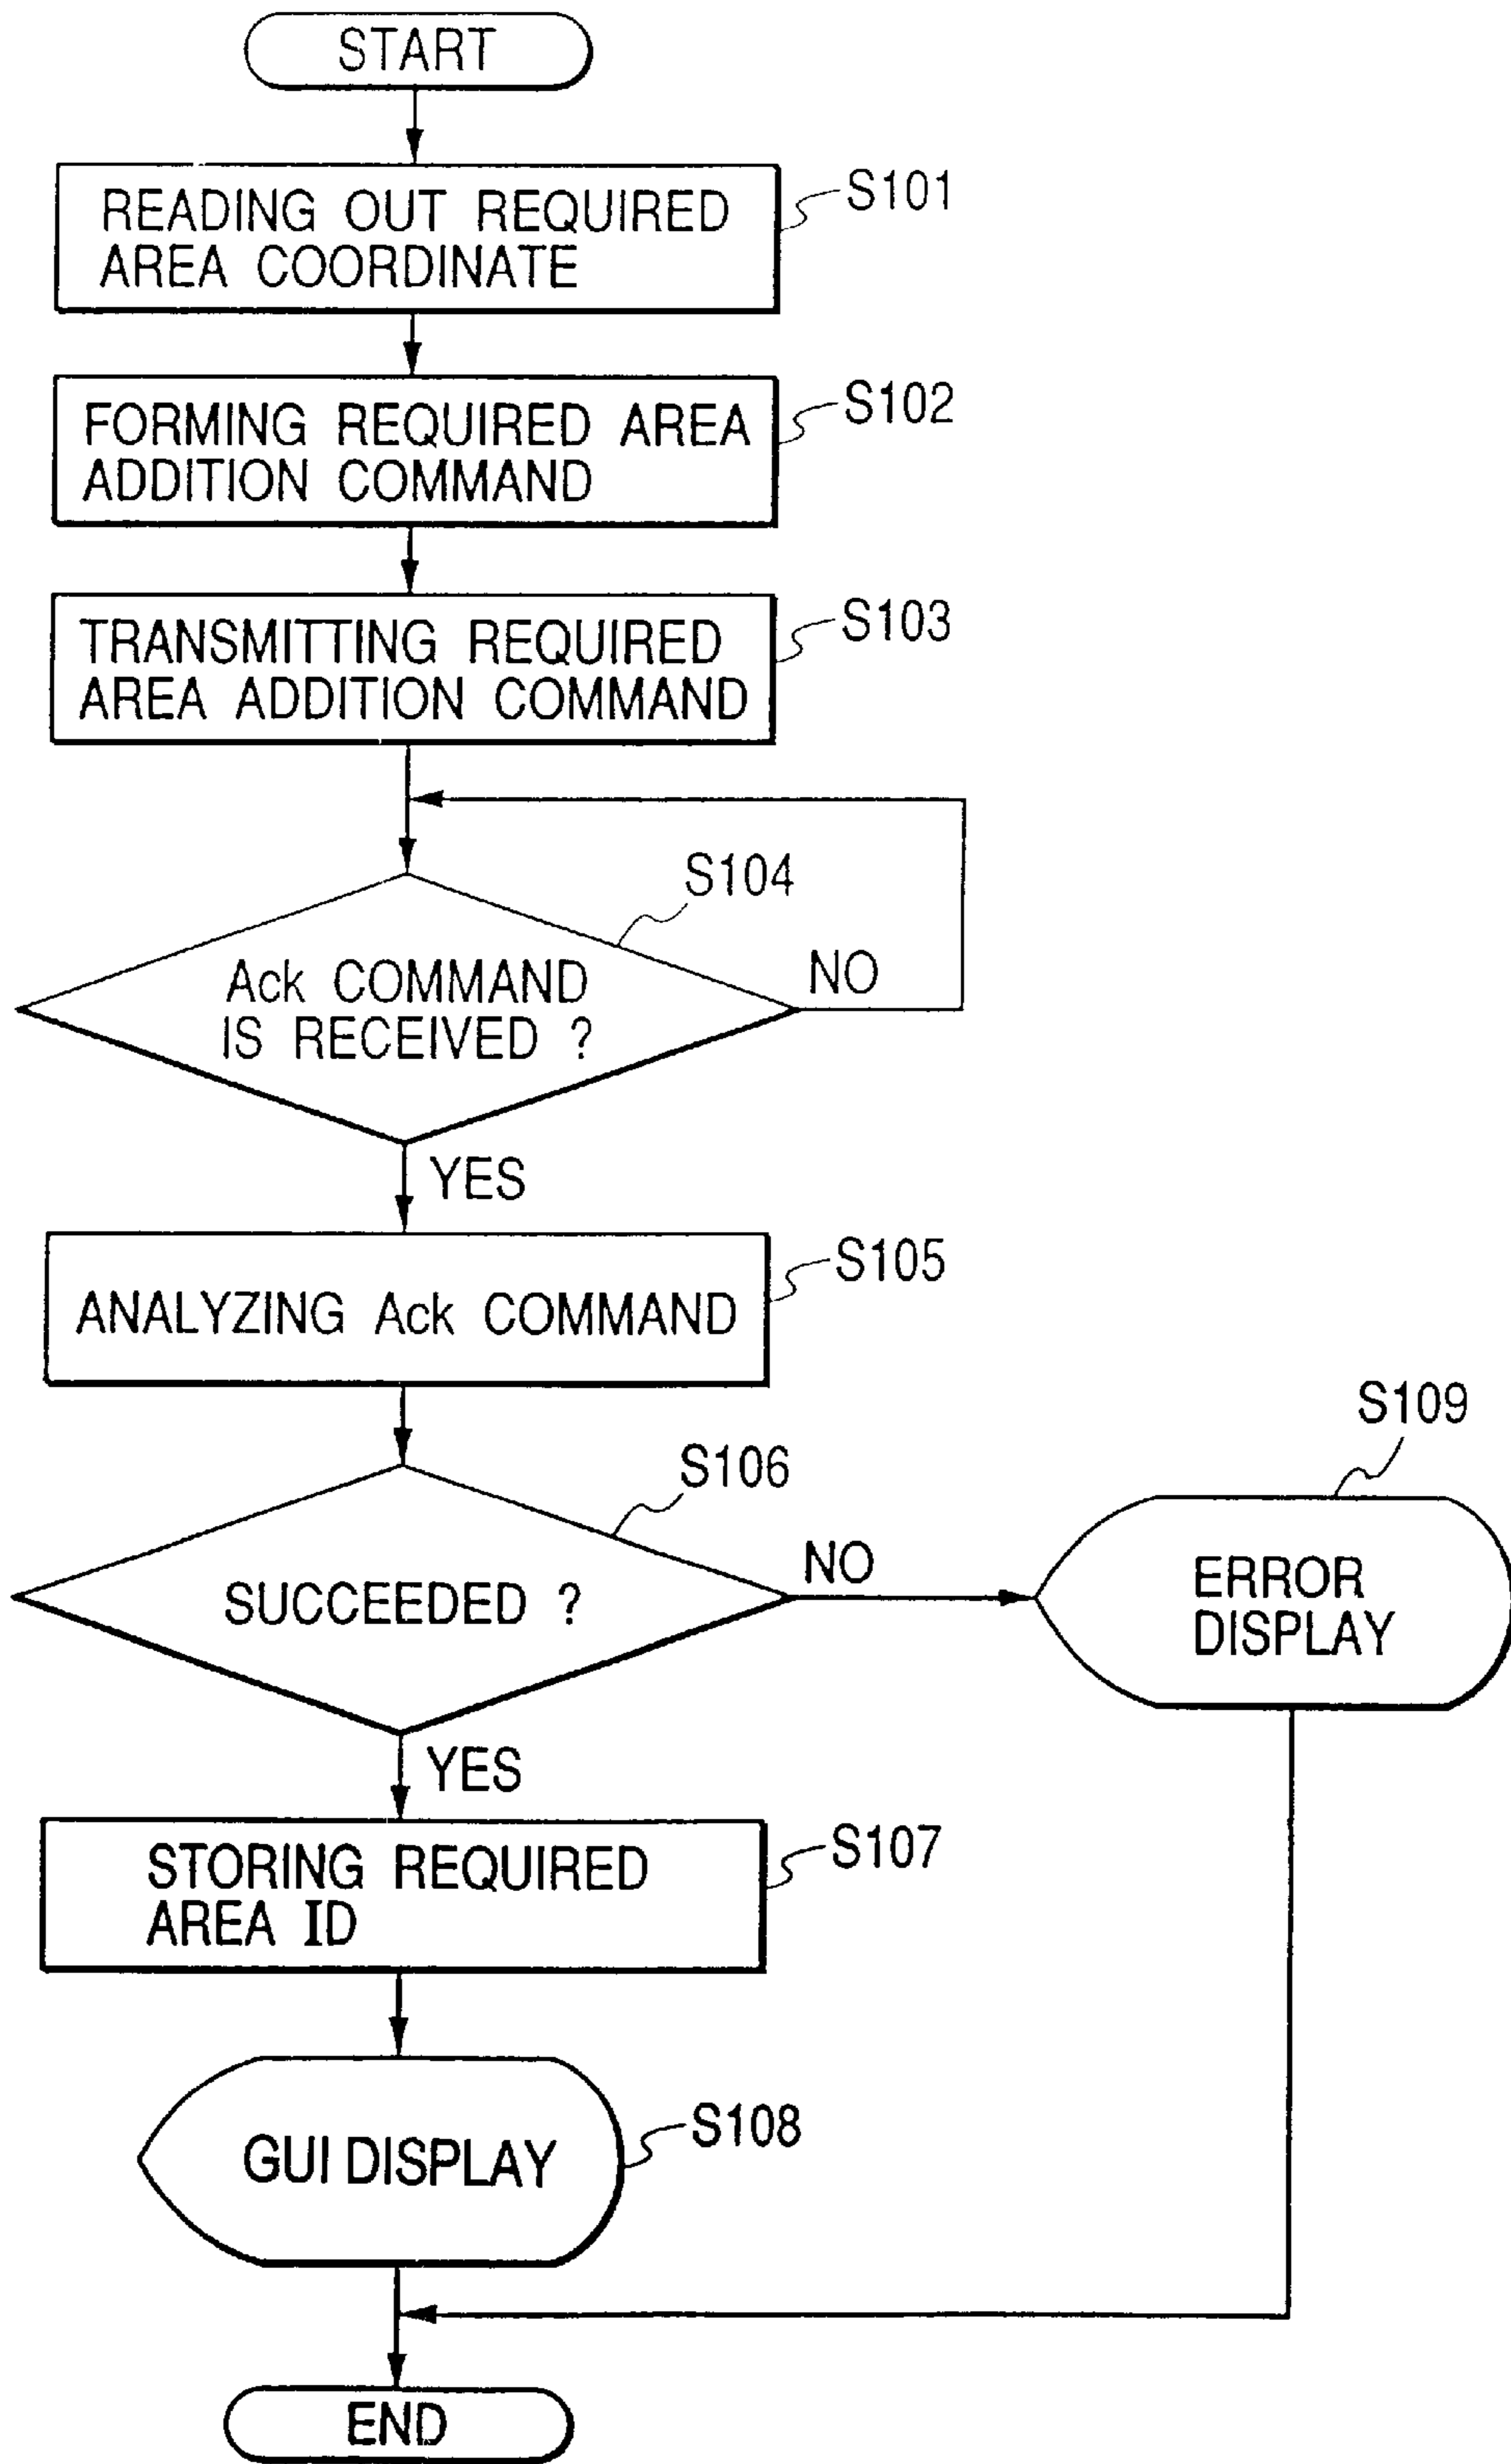 START
READING OUT REQUIRED
AREA COORDINATE
S101
FORMING REQUIRED AREA
ADDITION COMMAND
S102
TRANSMITTING REQUIRED
AREA ADDITION COMMAND
S103
S104
Ack COMMAND
IS RECEIVED ?
NO
YES
ANALYZING Ack COMMAND
S105
S106
SUCCEEDED ?
NO
S109
ERROR
DISPLAY
YES
STORING REQUIRED
AREA ID
S107
GUI DISPLAY
S108
END